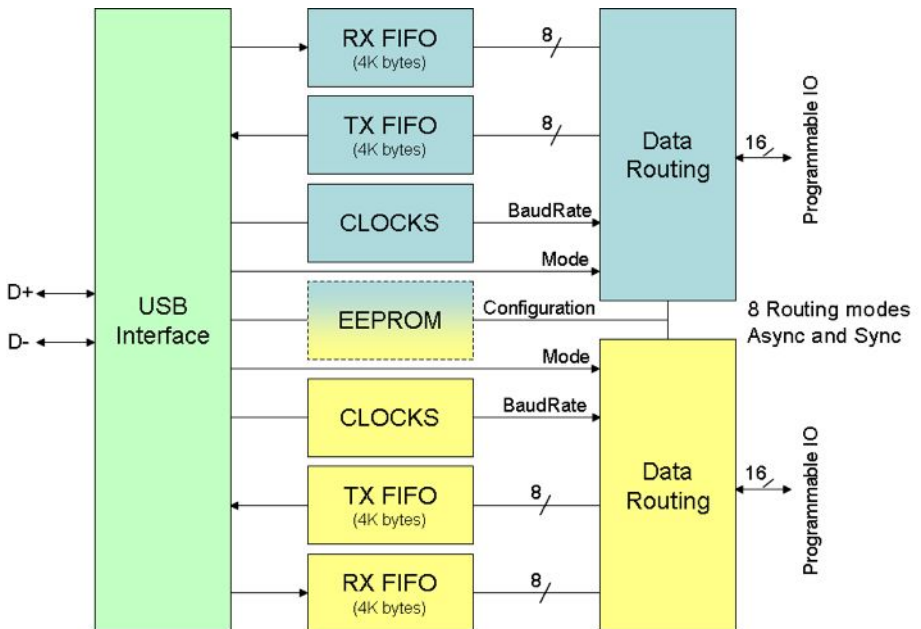 RX FIFO
(4K bytes)
8
TX FIFO
(4K bytes)
8
Data
Routing
16
Programmable IO
CLOCKS
BaudRate
Mode
D+
D-
USB
Interface
EEPROM
Configuration
8 Routing modes
Async and Sync
Mode
CLOCKS
BaudRate
TX FIFO
(4K bytes)
8
Data
Routing
16
Programmable IO
RX FIFO
(4K bytes)
8